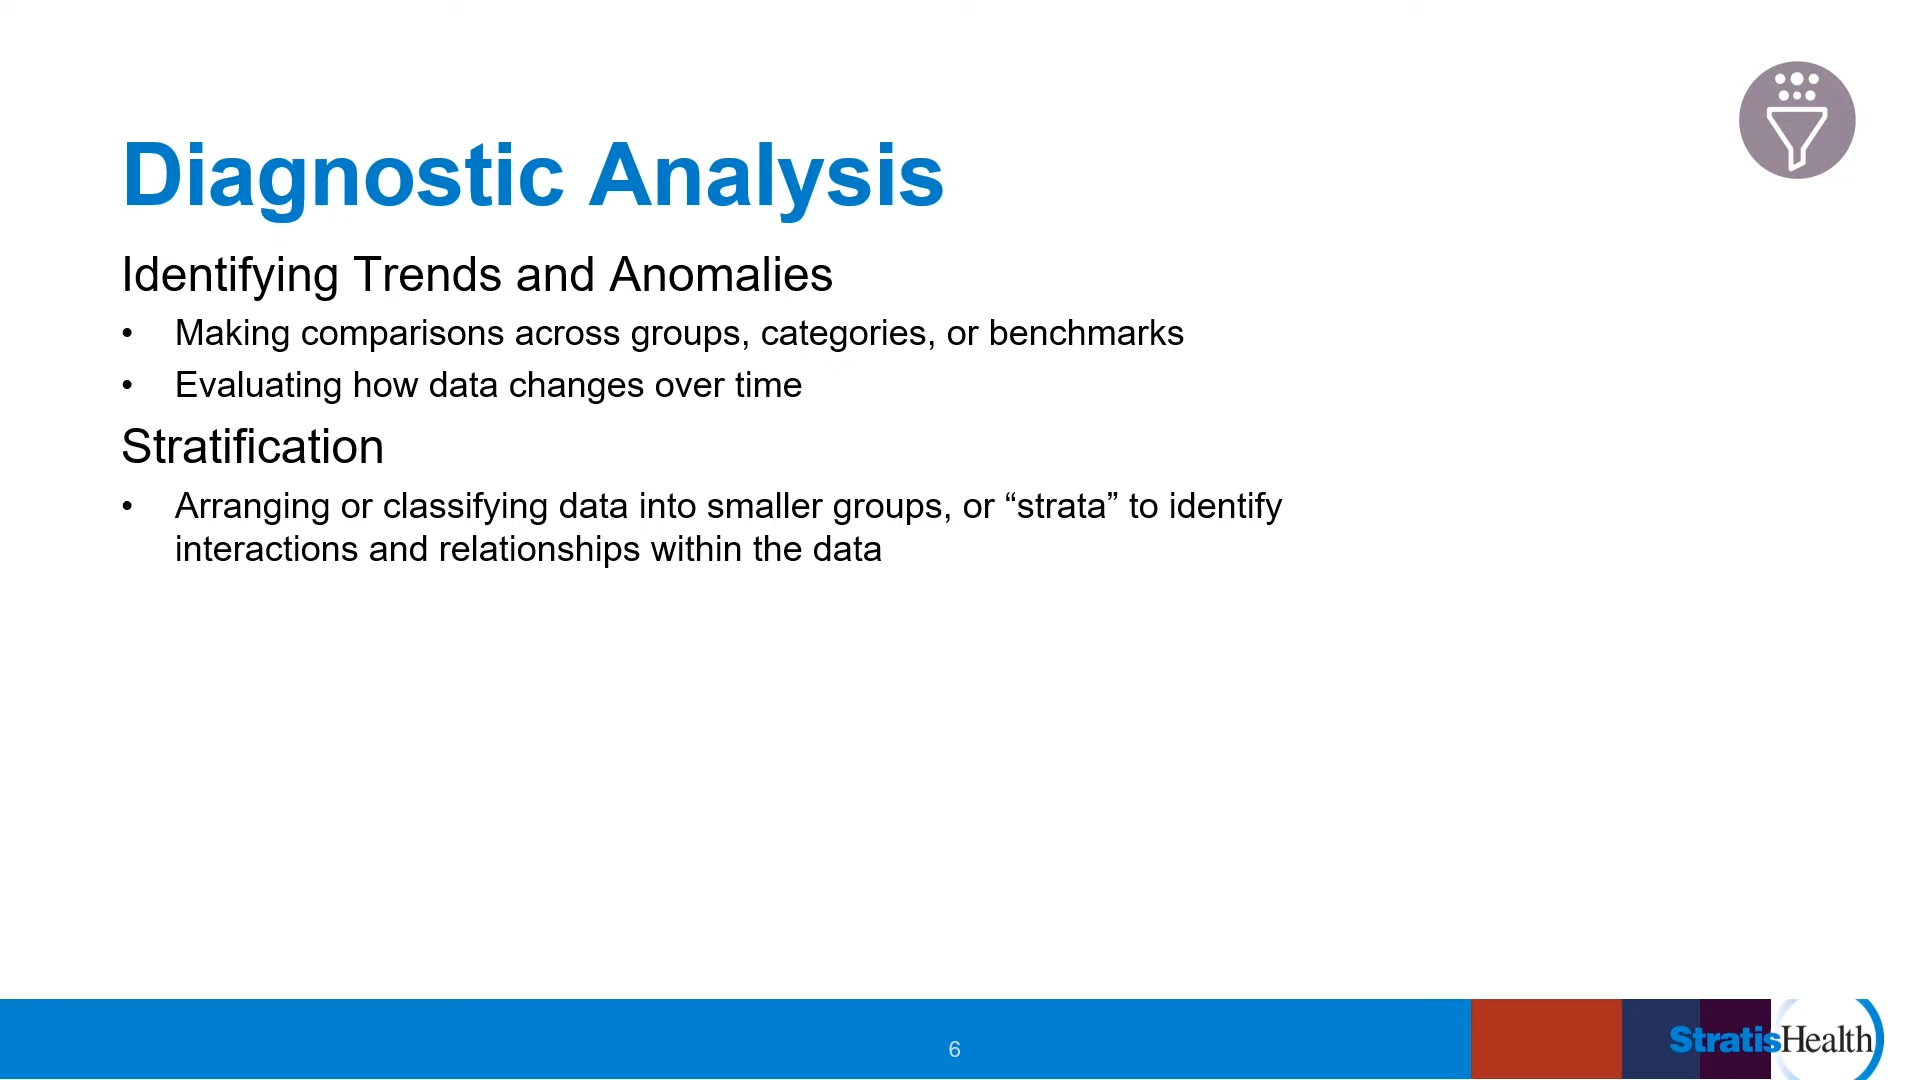 Diagnostic Analysis
Identifying Trends and Anomalies
• Making comparisons across groups, categories, or benchmarks
• Evaluating how data changes over time
Stratification
• Arranging or classifying data into smaller groups, or “strata” to identify
interactions and relationships within the data
6
StratisHealth